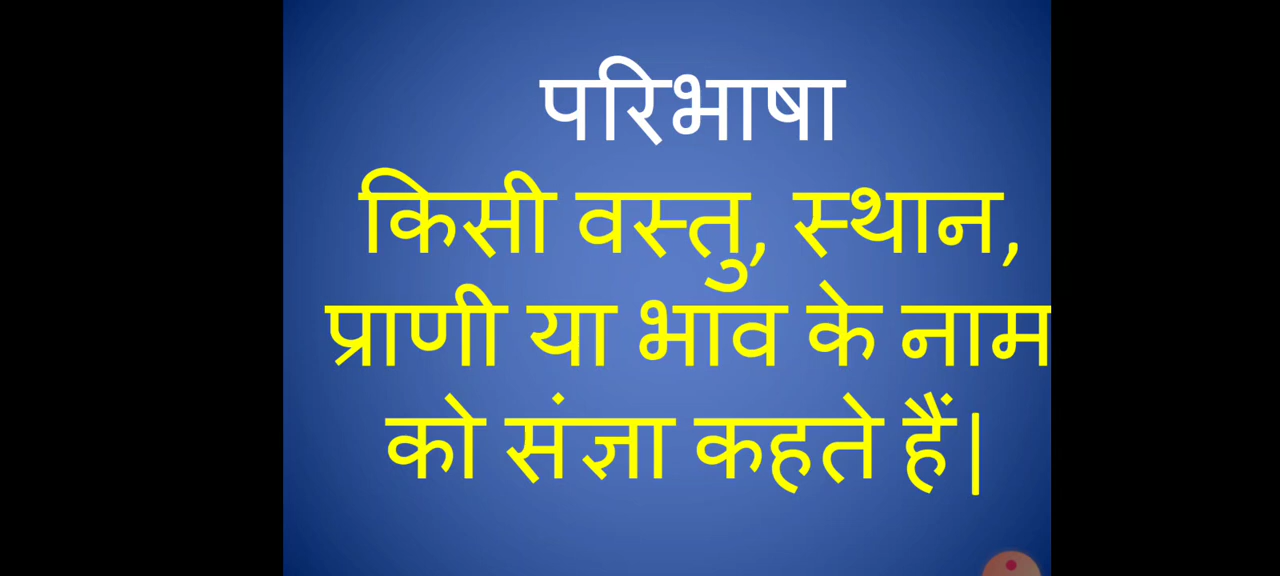 परिभाषा
किसी वस्तु, स्थान,
प्राणी या भाव के नाम
को संज्ञा कहते हैं|